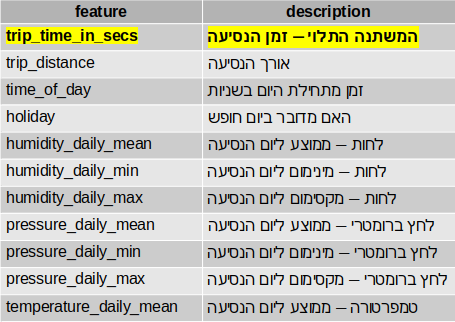 feature description
trip_time_in_secs המשתנה התלוי – זמן הנסיעה
trip_distance אורך הנסיעה
time_of_day זמן מתחילת היום בשניות
holiday האם מדובר ביום חופש
humidity_daily_mean לחות – ממוצע ליום הנסיעה
humidity_daily_min לחות – מינימום ליום הנסיעה
humidity_daily_max לחות – מקסימום ליום הנסיעה
pressure_daily_mean לחץ ברומטרי – ממוצע ליום הנסיעה
pressure_daily_min לחץ ברומטרי – מינימום ליום הנסיעה
pressure_daily_max לחץ ברומטרי – מקסימום ליום הנסיעה
temperature_daily_mean טמפרטורה – ממוצע ליום הנסיעה